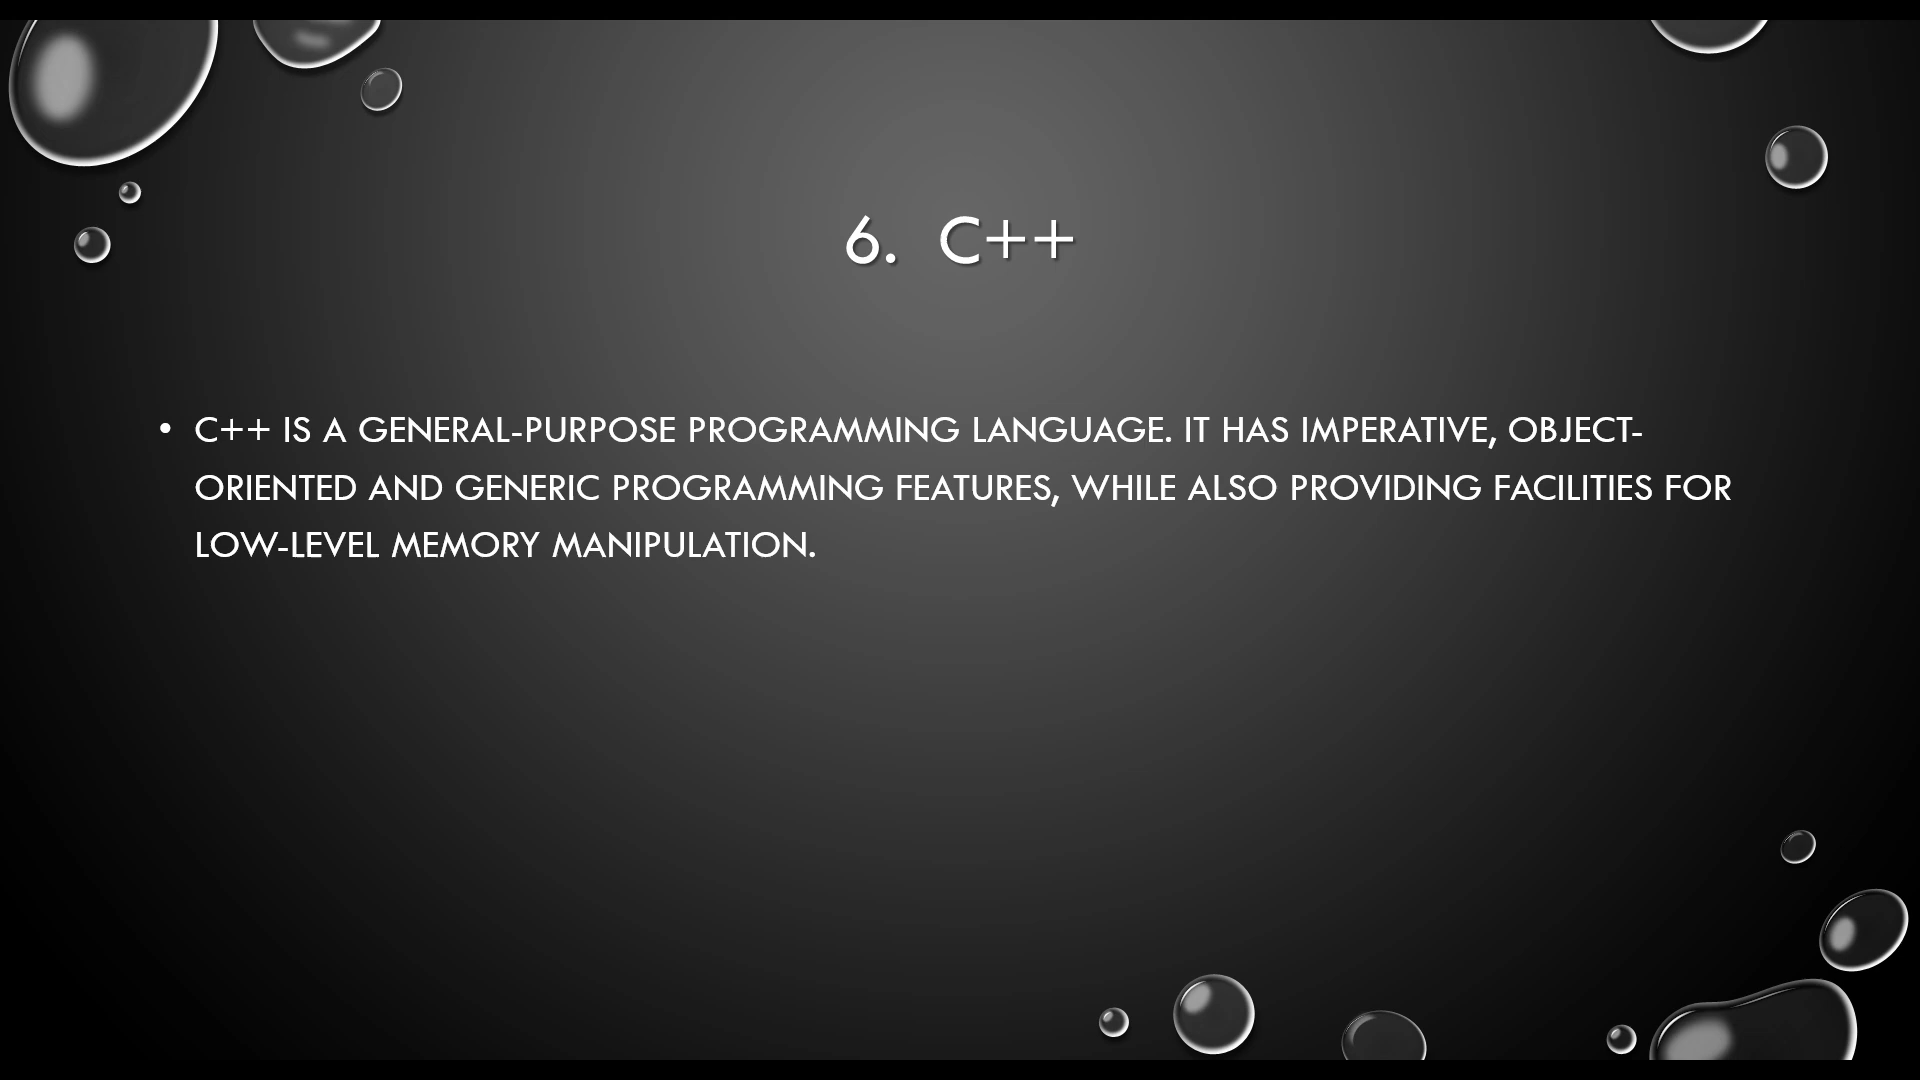 6. C++
• C++ IS A GENERAL-PURPOSE PROGRAMMING LANGUAGE. IT HAS IMPERATIVE, OBJECT-
ORIENTED AND GENERIC PROGRAMMING FEATURES, WHILE ALSO PROVIDING FACILITIES FOR
LOW-LEVEL MEMORY MANIPULATION.